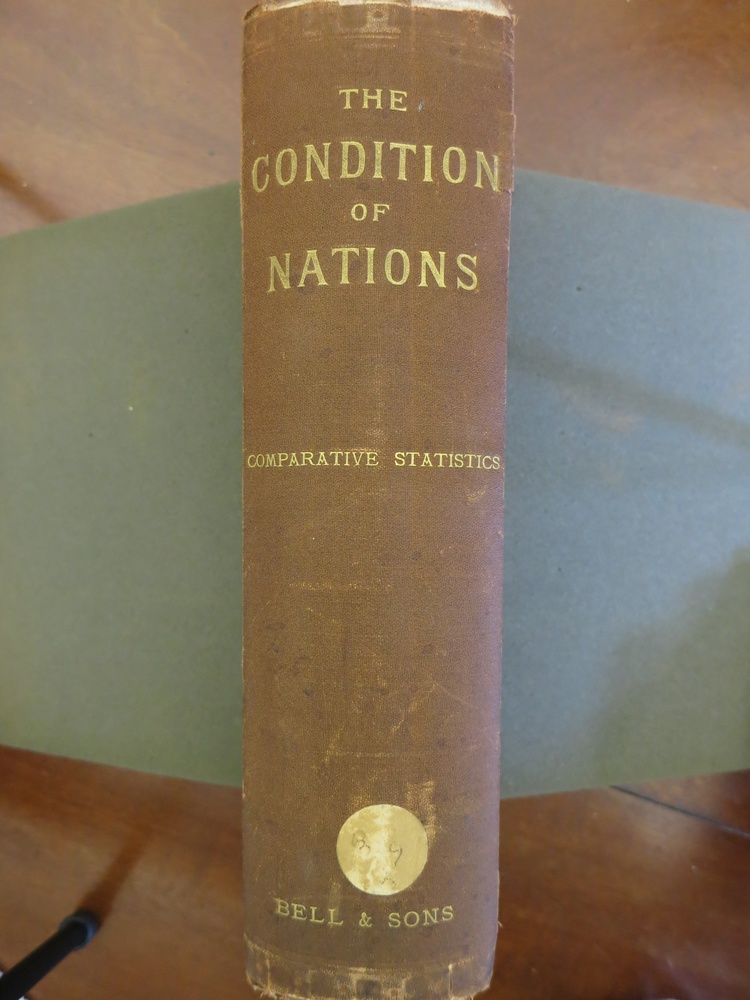 THE
CONDITION
OF
NATIONS
COMPARATIVE STATISTICS
BELL & SONS